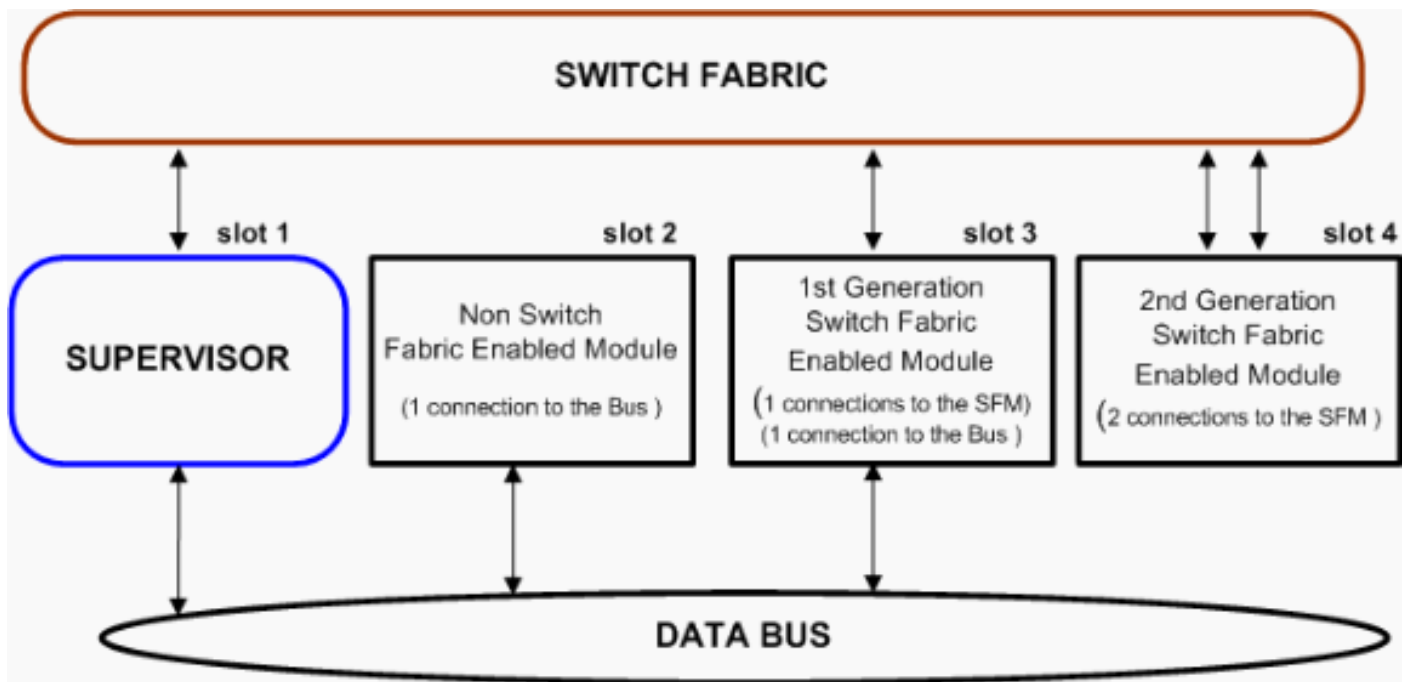 SWITCH FABRIC
slot 1
slot 2
slot 3
slot 4
SUPERVISOR
Non Switch
Fabric Enabled Module
(1 connection to the Bus )
1st Generation
Switch Fabric
Enabled Module
(1 connections to the SFM)
(1 connection to the Bus )
2nd Generation
Switch Fabric
Enabled Module
(2 connections to the SFM )
DATA BUS